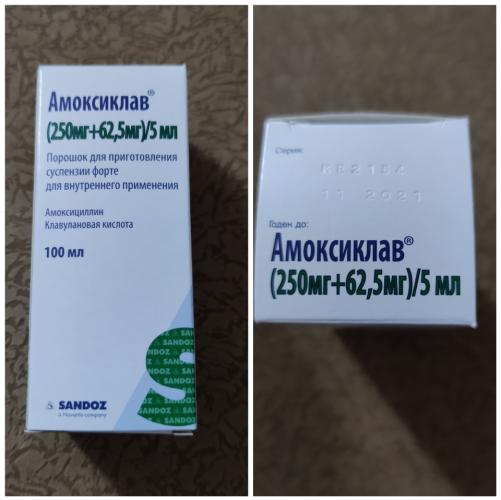 Амоксиклав®
(250мг+62,5мг)/5 мл
Порошок для приготовления
суспензии форте
для внутреннего применения
Амоксициллин
Клавулановая кислота
100 мл
SANDOZ
a Novartis company
Серия:
KE2154
11 2021
Годен до:
Амоксиклав®
(250мг+62,5мг)/5 мл